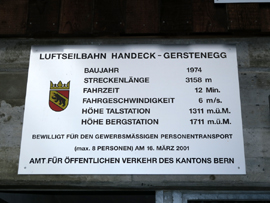 LUFTSEILBAHN HANDECK - GERSTENEGG
BAUJAHR 1974
STRECKENLÄNGE 3158 m
FAHRZEIT 12 Min.
FAHRGESCHWINDIGKEIT 6 m/s.
HÖHE TALSTATION 1311 m.ü.M.
HÖHE BERGSTATION 1711 m.ü.M.
BEWILLIGT FÜR DEN GEWERBSMÄSSIGEN PERSONENTRANSPORT
(max. 8 PERSONEN) AM 16. MÄRZ 2001
AMT FÜR ÖFFENTLICHEN VERKEHR DES KANTONS BERN